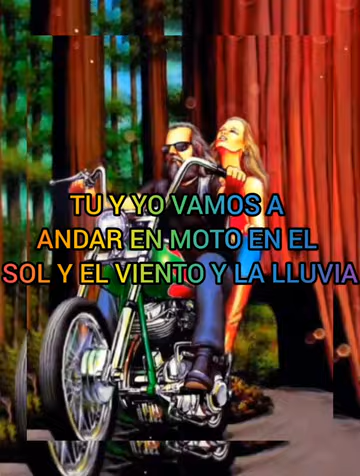 TU Y YO VAMOS A
ANDAR EN MOTO EN EL
SOL Y EL VIENTO Y LA LLUVIA